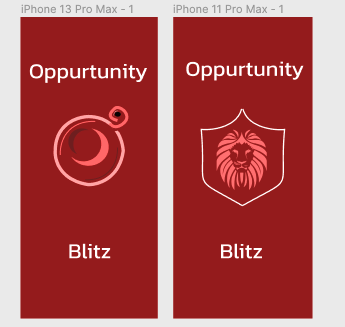 iPhone 13 Pro Max - 1
iPhone 11 Pro Max - 1
Oppurtunity
Oppurtunity
Blitz
Blitz